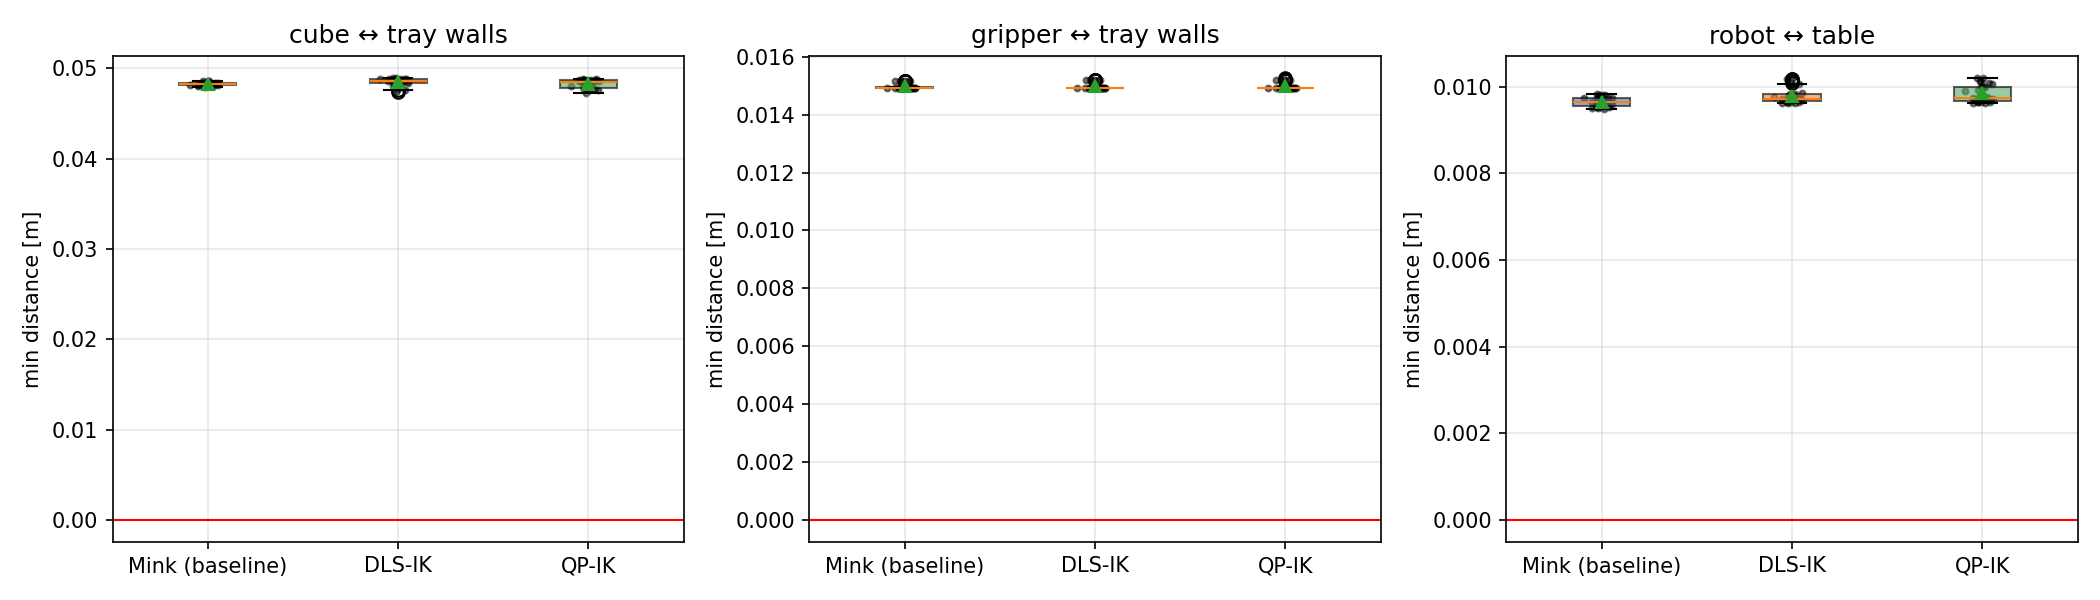 cube ↔ tray walls
min distance [m]
0.05
0.04
0.03
0.02
0.01
0.00
Mink (baseline) DLS-IK QP-IK
gripper ↔ tray walls
min distance [m]
0.016
0.014
0.012
0.010
0.008
0.006
0.004
0.002
0.000
Mink (baseline) DLS-IK QP-IK
robot ↔ table
min distance [m]
0.010
0.008
0.006
0.004
0.002
0.000
Mink (baseline) DLS-IK QP-IK